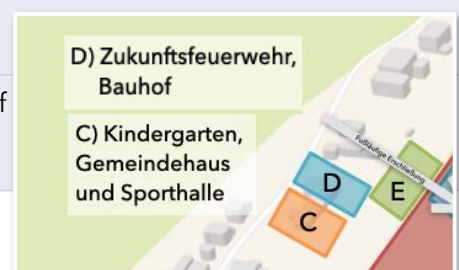 D) Zukunftsfeuerwehr,
Bauhof
C) Kindergarten,
Gemeindehaus
und Sporthalle
Fußläufige Erschließung
D
E
C
f